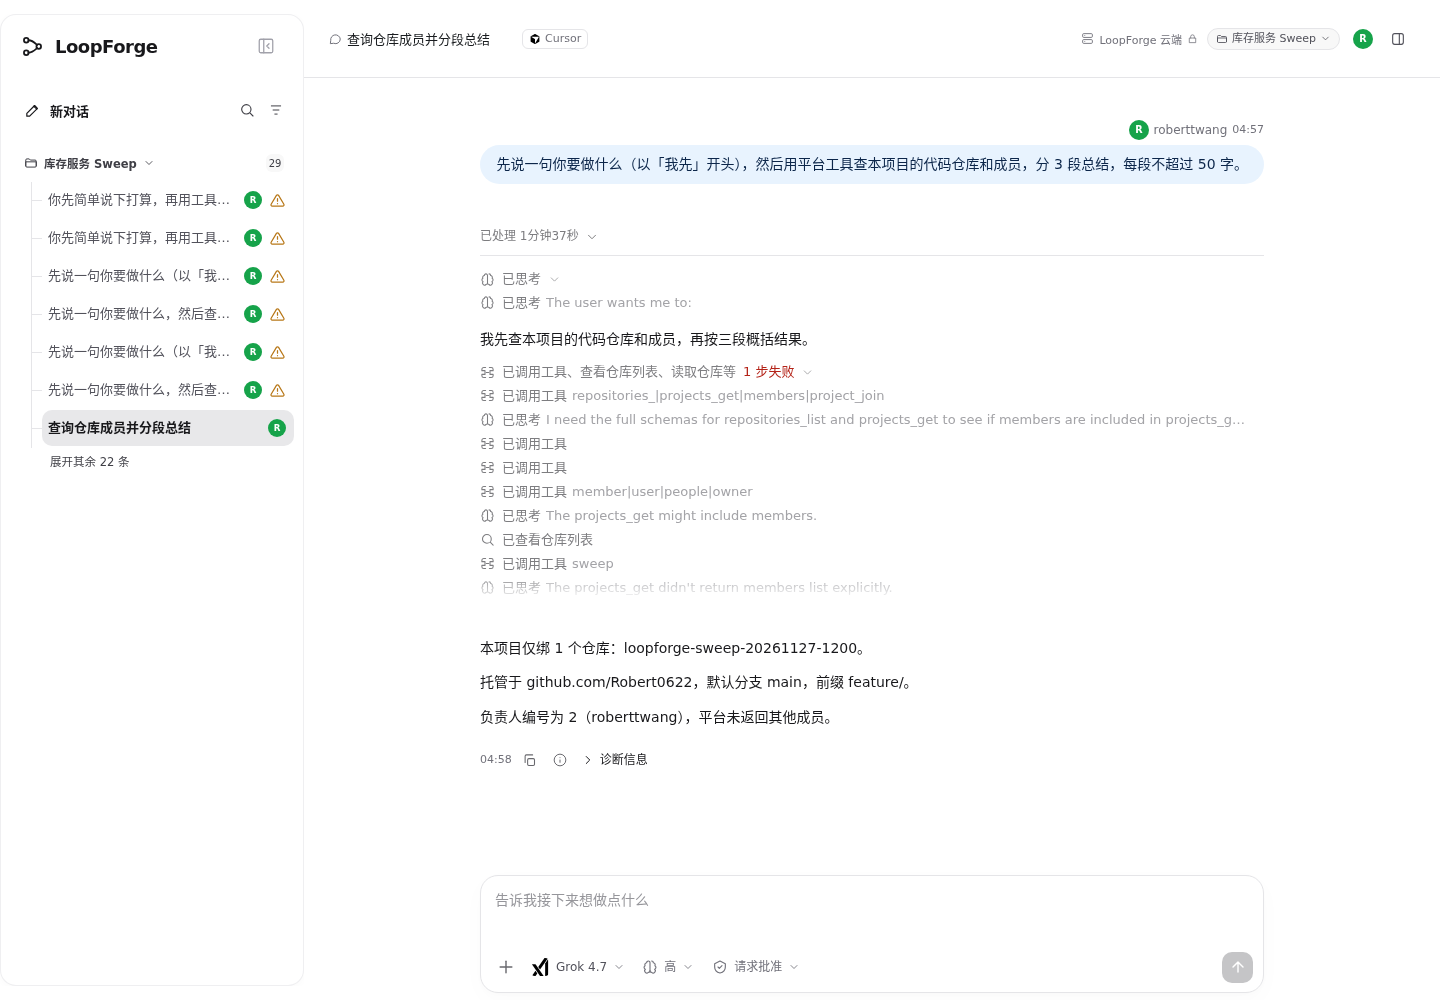 LoopForge
新对话
库存服务 Sweep
29
你先简单说下打算，再用工具... R
你先简单说下打算，再用工具... R
先说一句你要做什么（以「我... R
先说一句你要做什么，然后查... R
先说一句你要做什么（以「我... R
先说一句你要做什么，然后查... R
查询仓库成员并分段总结 R
展开其余 22 条
查询仓库成员并分段总结
Cursor
LoopForge 云端
库存服务 Sweep
R
R roberttwang 04:57
先说一句你要做什么（以「我先」开头），然后用平台工具查本项目的代码仓库和成员，分 3 段总结，每段不超过 50 字。
已处理 1分钟37秒
已思考
已思考 The user wants me to:
我先查本项目的代码仓库和成员，再按三段概括结果。
已调用工具、查看仓库列表、读取仓库等 1 步失败
已调用工具 repositories_|projects_get|members|project_join
已思考 I need the full schemas for repositories_list and projects_get to see if members are included in projects_g...
已调用工具
已调用工具
已调用工具 member|user|people|owner
已思考 The projects_get might include members.
已查看仓库列表
已调用工具 sweep
已思考 The projects_get didn't return members list explicitly.
本项目仅绑 1 个仓库：loopforge-sweep-20261127-1200。
托管于 github.com/Robert0622，默认分支 main，前缀 feature/。
负责人编号为 2（roberttwang），平台未返回其他成员。
04:58
诊断信息
告诉我接下来想做点什么
Grok 4.7
高
请求批准